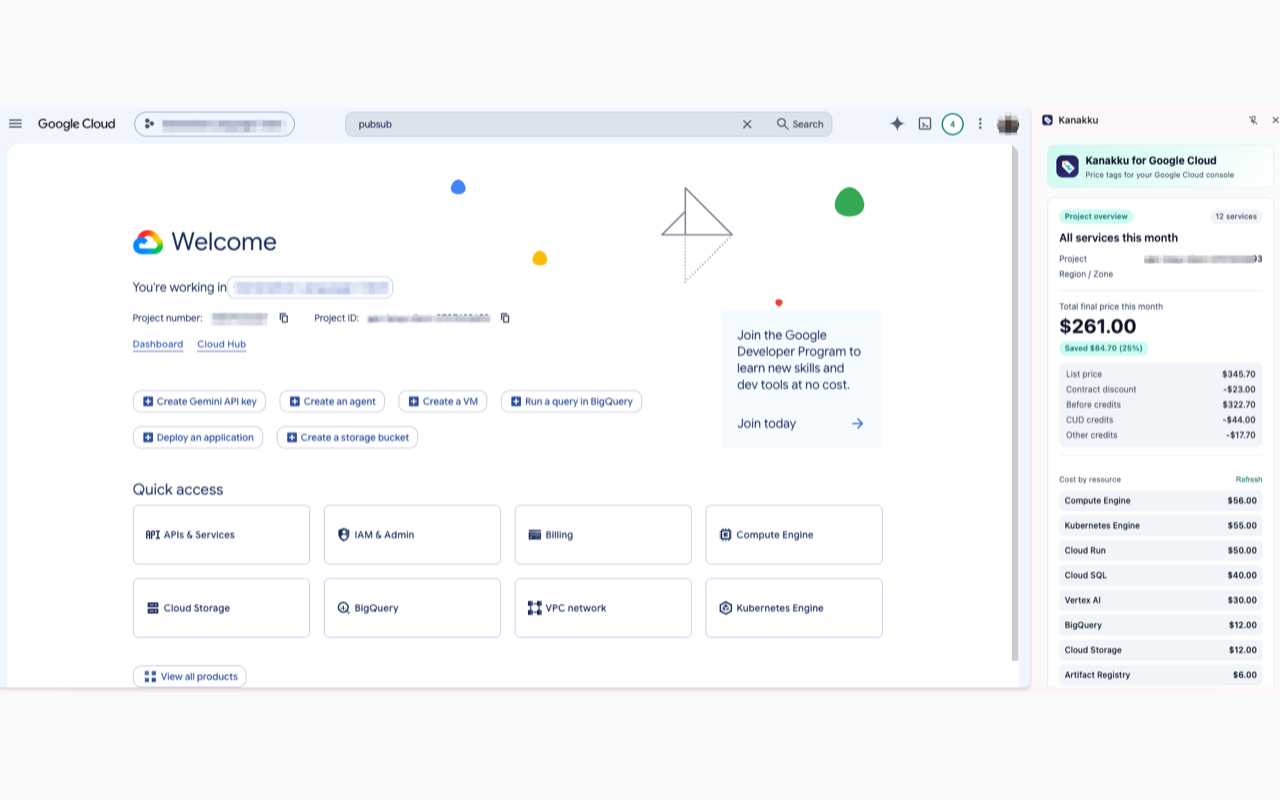 Google Cloud
pubsub
Search
4
Welcome
You're working in
Project number:
Project ID:
Dashboard
Cloud Hub
Create Gemini API key
Create an agent
Create a VM
Run a query in BigQuery
Deploy an application
Create a storage bucket
Join the Google
Developer Program to
learn new skills and
dev tools at no cost.
Join today
Quick access
API APIs & Services
IAM & Admin
Billing
Compute Engine
Cloud Storage
BigQuery
VPC network
Kubernetes Engine
View all products
Kanakku
Kanakku for Google Cloud
Price tags for your Google Cloud console
Project overview
12 services
All services this month
Project
93
Region / Zone
Total final price this month
$261.00
Saved $84.70 (25%)
List price $345.70
Contract discount -$23.00
Before credits $322.70
CUD credits -$44.00
Other credits -$17.70
Cost by resource Refresh
Compute Engine $56.00
Kubernetes Engine $55.00
Cloud Run $50.00
Cloud SQL $40.00
Vertex AI $30.00
BigQuery $12.00
Cloud Storage $12.00
Artifact Registry $6.00